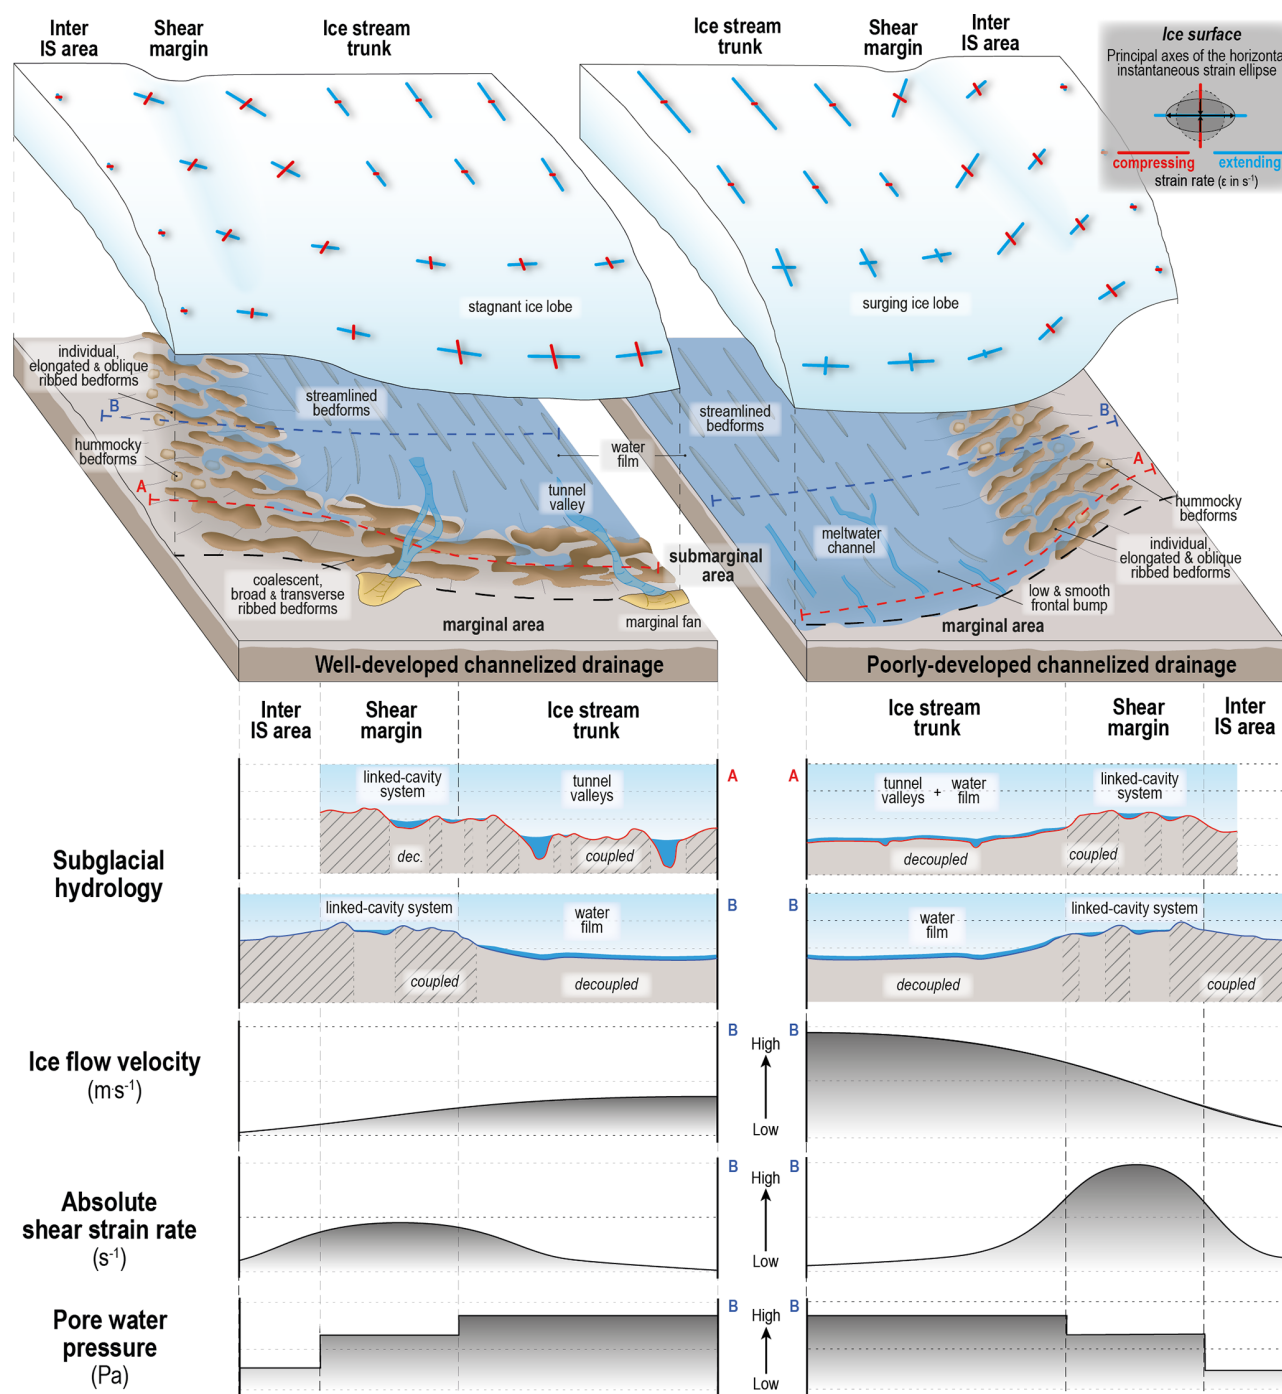 Inter
IS area
Shear
margin
Ice stream
trunk
Ice stream
trunk
Shear
margin
Inter
IS area
Ice surface
Principal axes of the horizonta
instantaneous strain ellipse
compressing
extending
strain rate (ε in s⁻¹)
stagnant ice lobe
surging ice lobe
individual,
elongated & oblique
ribbed bedforms
B
streamlined
bedforms
hummocky
bedforms
A
water
film
tunnel
valley
submarginal
area
coalescent,
broad & transverse
ribbed bedforms
marginal area
marginal fan
streamlined
bedforms
B
A
meltwater
channel
hummocky
bedforms
individual,
elongated & oblique
ribbed bedforms
low & smooth
frontal bump
marginal area
Well-developed channelized drainage
Poorly-developed channelized drainage
Inter
IS area
Shear
margin
Ice stream
trunk
Ice stream
trunk
Shear
margin
Inter
IS area
Subglacial
hydrology
linked-cavity
system
tunnel
valleys
dec.
coupled
A
A
tunnel
valleys + water
film
linked-cavity
system
decoupled
coupled
linked-cavity system
water
film
coupled
decoupled
B
B
water
film
linked-cavity system
decoupled
coupled
Ice flow velocity
(m·s⁻¹)
B
B
High
Low
Absolute
shear strain rate
(s⁻¹)
B
B
High
Low
Pore water
pressure
(Pa)
B
B
High
Low